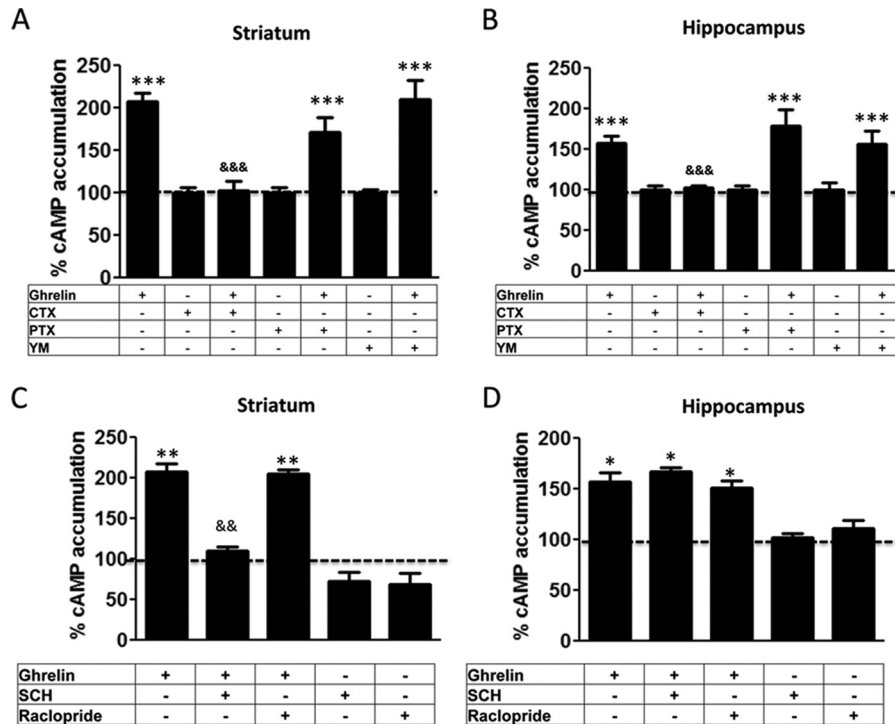 A
Striatum
% cAMP accumulation
250
200
150
100
50
0
***
&&&
***
***
Ghrelin + - + - + - +
CTX - + + - - - -
PTX - - - + + - -
YM - - - - - + +
B
Hippocampus
% cAMP accumulation
250
200
150
100
50
0
***
&&&
***
***
Ghrelin + - + - + - +
CTX - + + - - - -
PTX - - - + + - -
YM - - - - - + +
C
Striatum
% cAMP accumulation
250
200
150
100
50
0
**
&&
**
Ghrelin + + + - -
SCH - + - + -
Raclopride - - + - +
D
Hippocampus
% cAMP accumulation
200
150
100
50
0
*
*
*
Ghrelin + + + - -
SCH - + - + -
Raclopride - - + - +